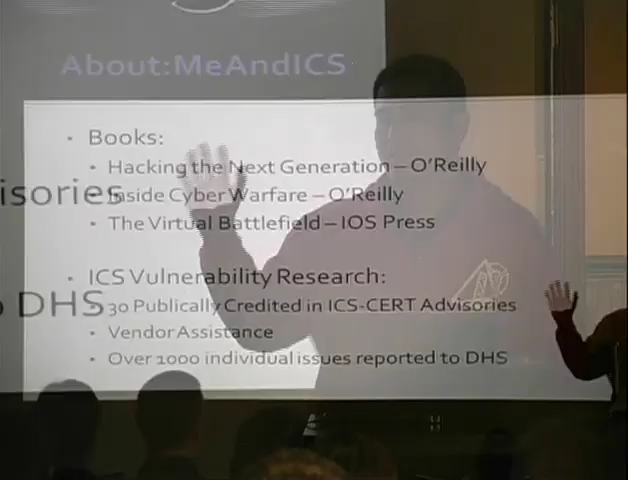 About:MeAndICS
Books:
Hacking the Next Generation – O'Reilly
Inside Cyber Warfare – O'Reilly
The Virtual Battlefield – IOS Press
ICS Vulnerability Research:
30 Publically Credited in ICS-CERT Advisories
Vendor Assistance
Over 1000 individual issues reported to DHS
isories
DHS